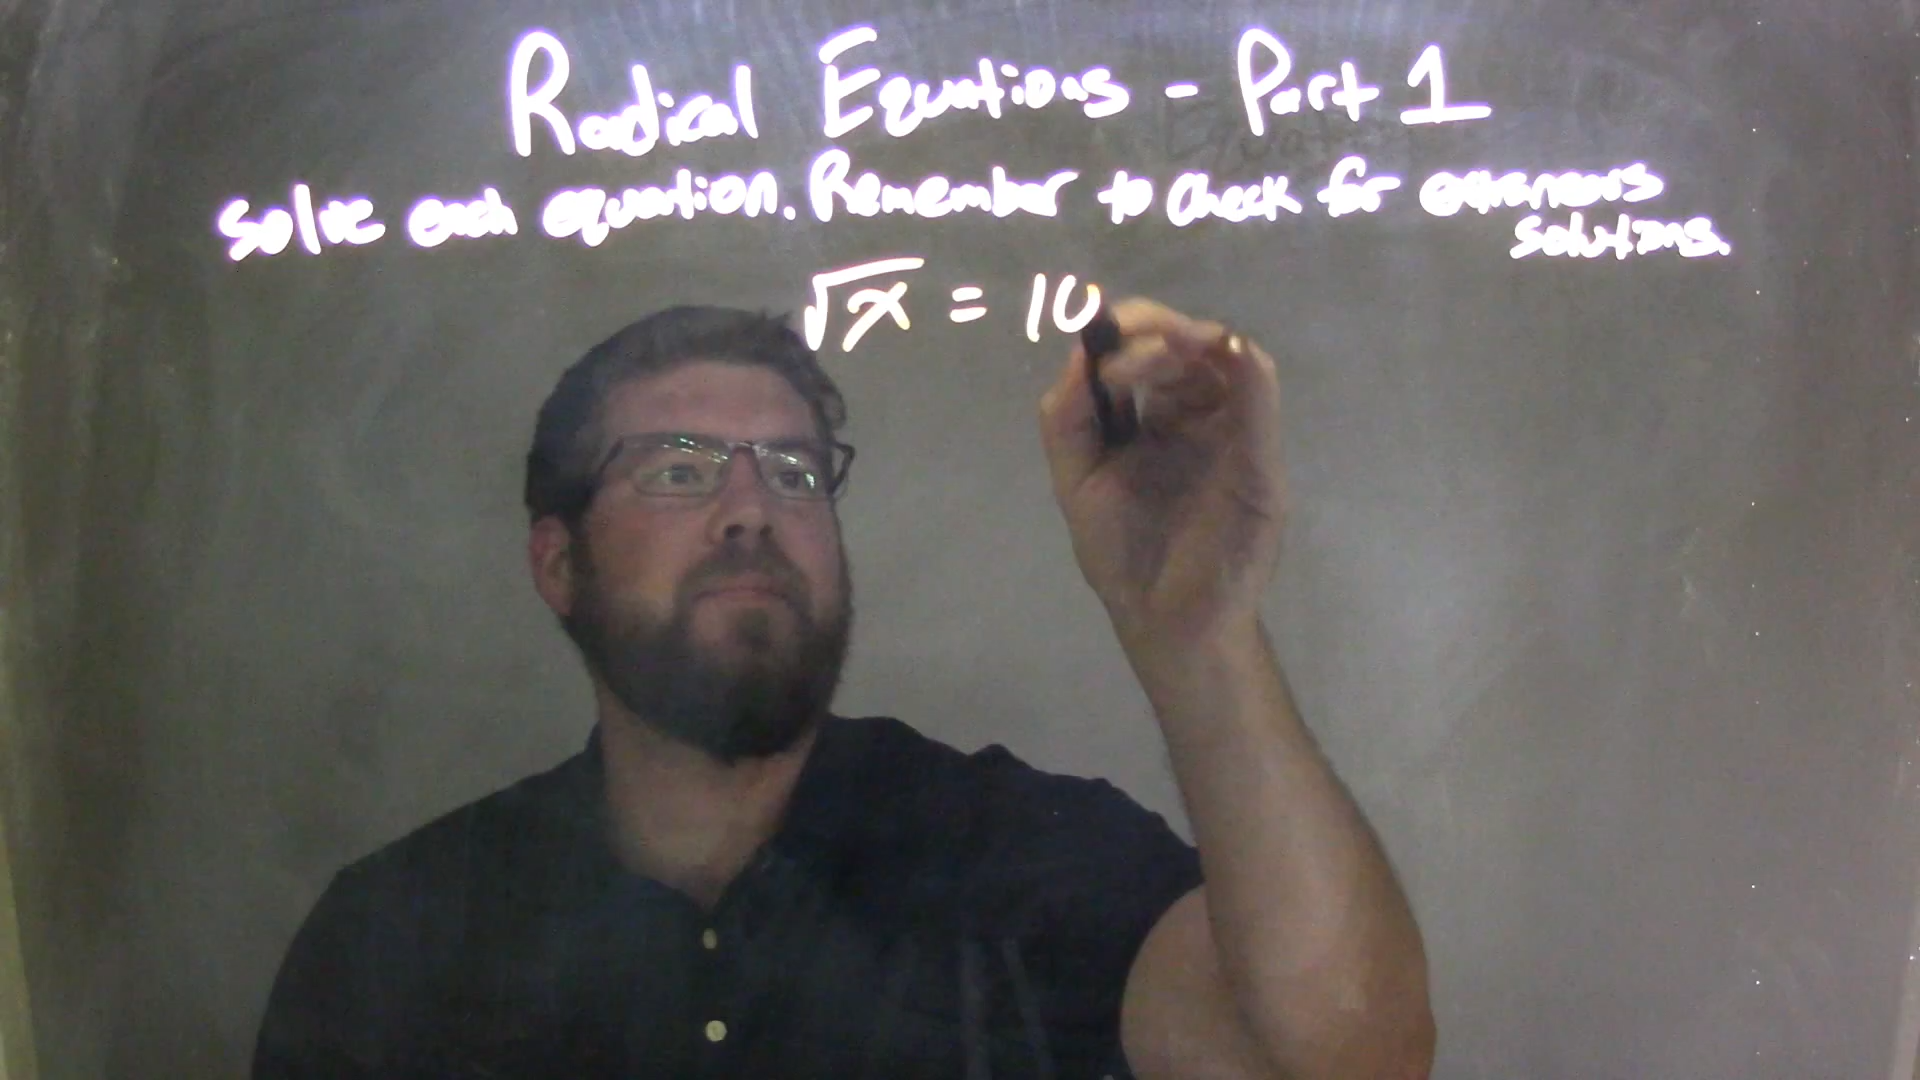 Radical Equations - Part 1
Solve each equation. Remember to check for extraneous
solutions.
√x = 10